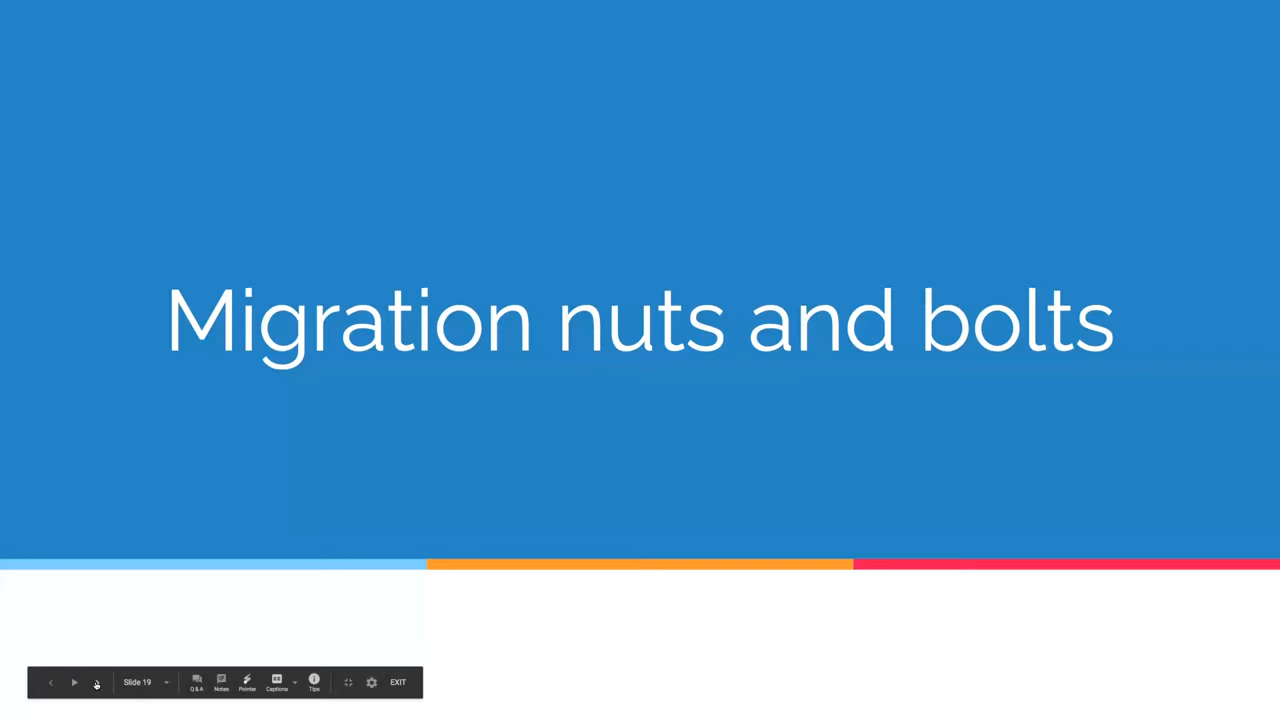 Migration nuts and bolts
Slide 19 Q & A Notes Pointer Captions Tips EXIT